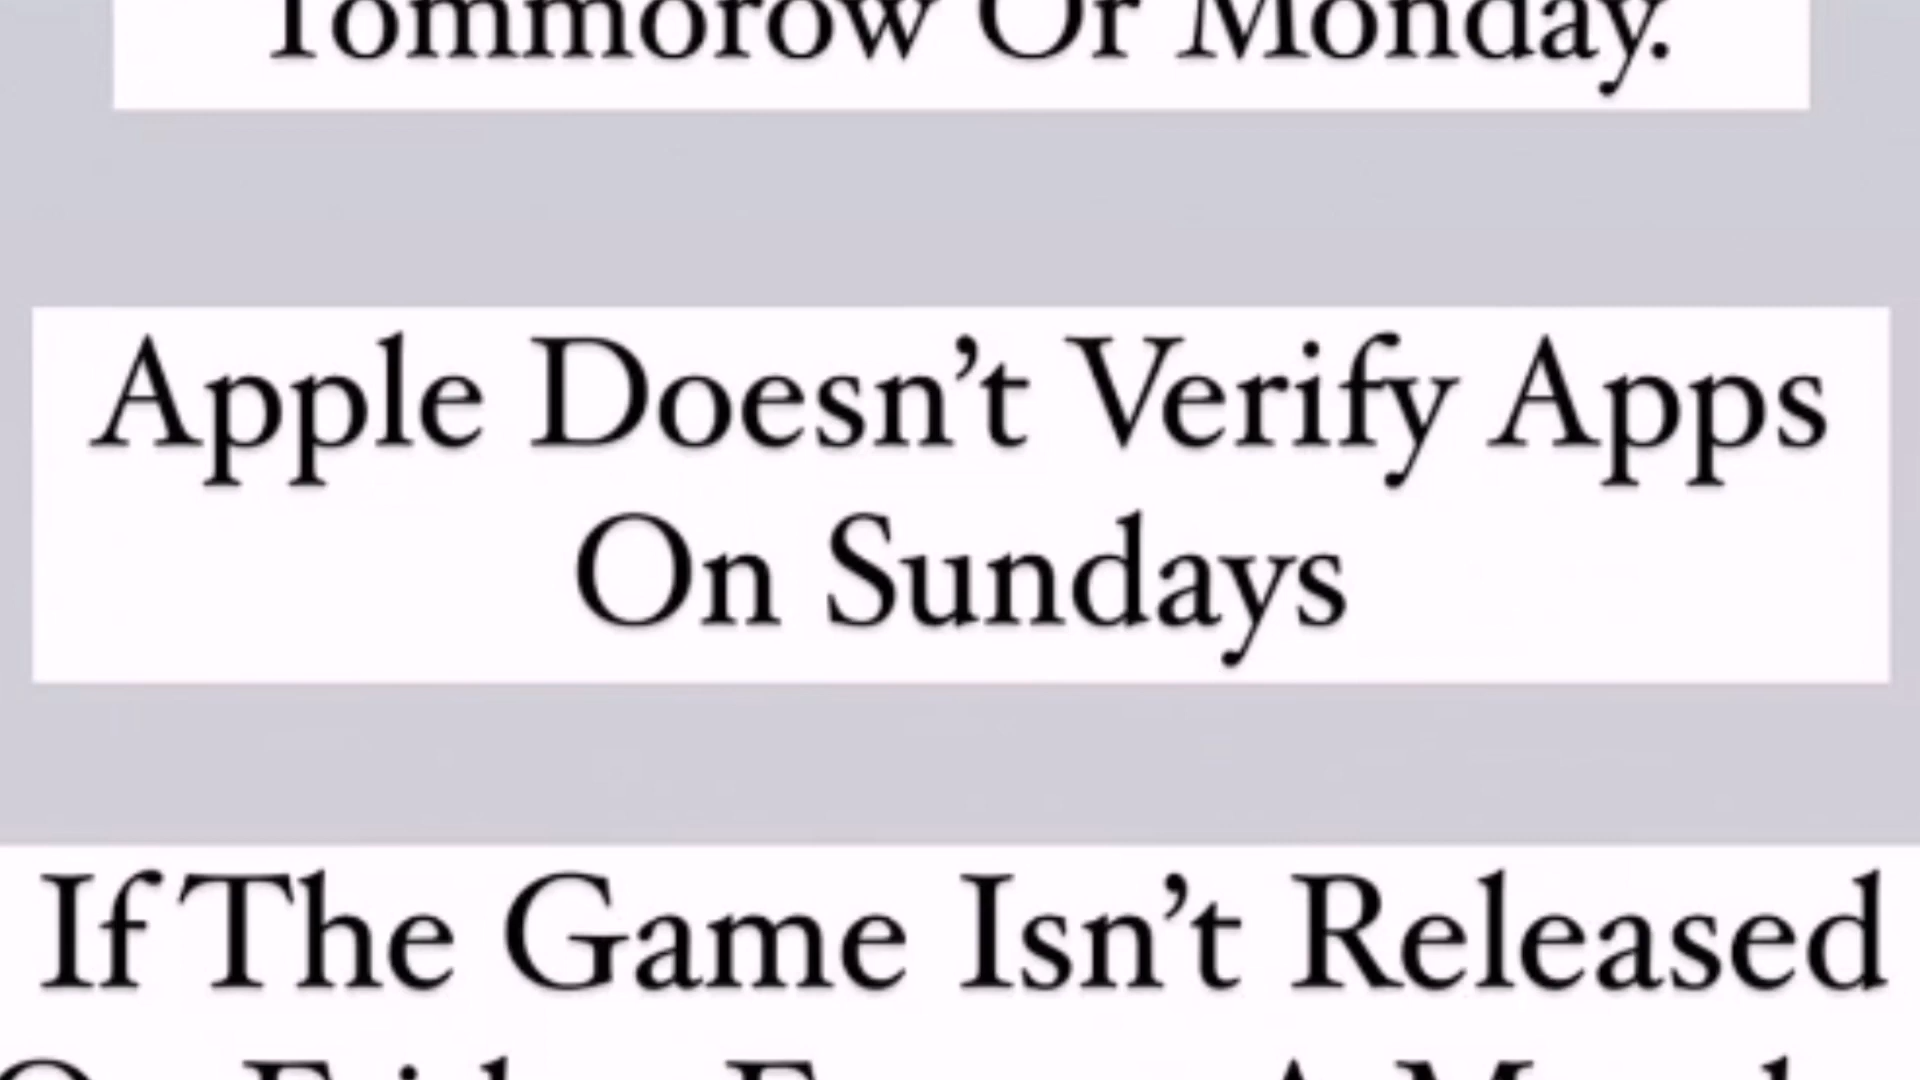 Tommorow Or Monday.
Apple Doesn’t Verify Apps
On Sundays
If The Game Isn’t Released